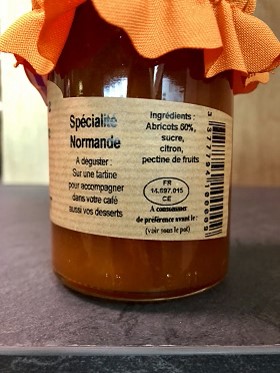 Spécialité
Normande
A déguster :
Sur une tartine
pour accompagner
dans votre café
aussi vos desserts
Ingrédients :
Abricots 60%,
sucre,
citron,
pectine de fruits
FR
14.697.015
CE
A consommer
de préférence avant le :
(voir sous le pot)